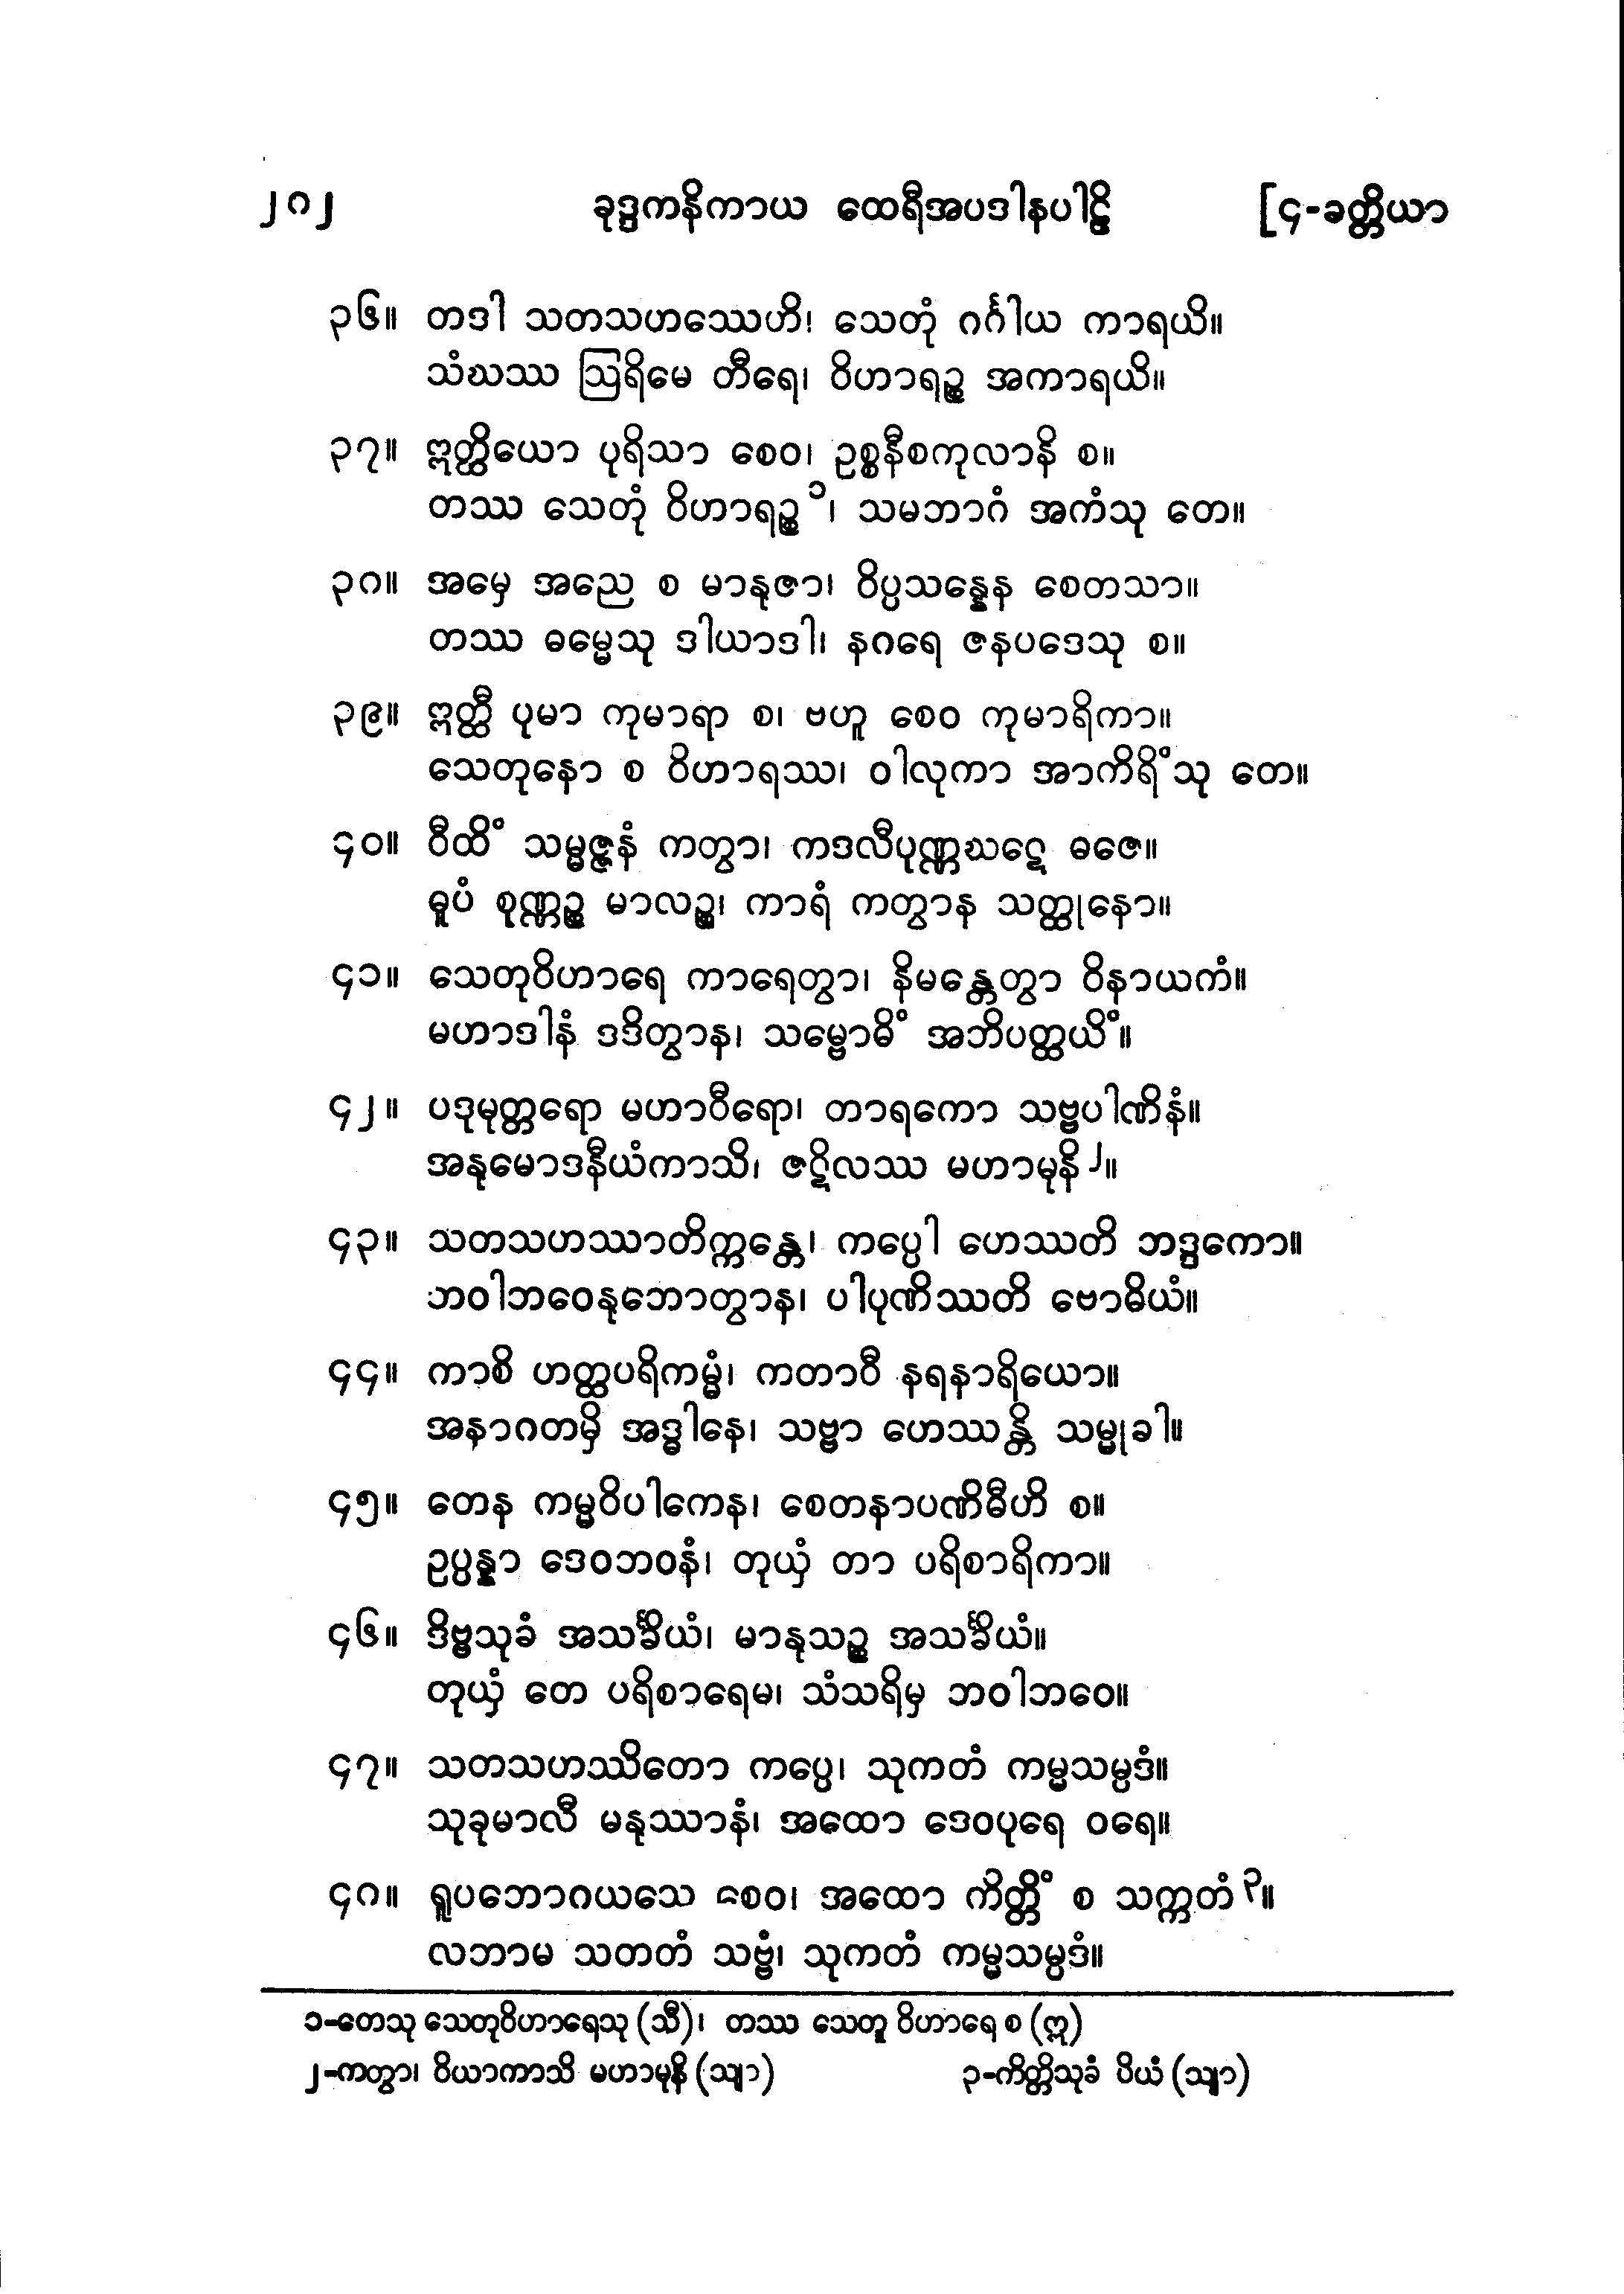 ၂၈၂ ခုဒ္ဒကနိကာယ ထေရီအပဒါနပါဠိ [၄-ခတ္တိယာ
၃၆။ တဒါ သတသဟဿေဟိ၊ သေတုံ ဂင်္ဂါယ ကာရယိ။
သံဃဿ ဩရိမေ တီရေ၊ ဝိဟာရဉ္စ အကာရယိ။
၃၇။ ဣတ္ထိယော ပုရိသာ စေဝ၊ ဥစ္စနီစကုလာနိ စ။
တဿ သေတုံ ဝိဟာရဉ္စ ၁၊ သမဘာဂံ အကံသု တေ။
၃၈။ အမှေ အညေ စ မာနုဇာ၊ ဝိပ္ပသန္နေန စေတသာ။
တဿ ဓမ္မေသု ဒါယာဒါ၊ နဂရေ ဇနပဒေသု စ။
၃၉။ ဣတ္ထီ ပုမာ ကုမာရာ စ၊ ဗဟူ စေဝ ကုမာရိကာ။
သေတုနော စ ဝိဟာရဿ၊ ဝါလုကာ အာကိရိံသု တေ။
၄၀။ ဝီထိံ သမ္မဇ္ဇနံ ကတွာ၊ ကဒလီပုဏ္ဏဃဋေ ဓဇေ။
ဓူပံ စုဏ္ဏဉ္စ မာလဉ္စ၊ ကာရံ ကတွာန သတ္ထုနော။
၄၁။ သေတုဝိဟာရေ ကာရေတွာ၊ နိမန္တေတွာ ဝိနာယကံ။
မဟာဒါနံ ဒဒိတွာန၊ သမ္ဗောဓိံ အဘိပတ္ထယိံ။
၄၂။ ပဒုမုတ္တရော မဟာဝီရော၊ တာရကော သဗ္ဗပါဏိနံ။
အနုမောဒနီယံကာသိ၊ ဇဋိလဿ မဟာမုနိ ၂။
၄၃။ သတသဟဿာတိက္ကန္တေ၊ ကပ္ပေါ ဟေဿတိ ဘဒ္ဒကော။
ဘဝါဘဝေနုဘောတွာန၊ ပါပုဏိဿတိ ဗောဓိယံ။
၄၄။ ကာစိ ဟတ္ထပရိကမ္မံ၊ ကတာဝီ နရနာရိယော။
အနာဂတမှိ အဒ္ဓါနေ၊ သဗ္ဗာ ဟေဿန္တိ သမ္မုခါ။
၄၅။ တေန ကမ္မဝိပါကေန၊ စေတနာပဏိဓီဟိ စ။
ဥပ္ပန္နာ ဒေဝဘဝနံ၊ တုယှံ တာ ပရိစာရိကာ။
၄၆။ ဒိဗ္ဗသုခံ အသင်္ခိယံ၊ မာနုသဉ္စ အသင်္ခိယံ။
တုယှံ တေ ပရိစာရေမ၊ သံသရိမှ ဘဝါဘဝေ။
၄၇။ သတသဟဿိတော ကပ္ပေ၊ သုကတံ ကမ္မသမ္ပဒံ။
သုခုမာလီ မနုဿာနံ၊ အထော ဒေဝပုရေ ဝရေ။
၄၈။ ရူပဘောဂယသေ စေဝ၊ အထော ကိတ္တိံ စ သက္ကတံ ၃။
လဘာမ သတတံ သဗ္ဗံ၊ သုကတံ ကမ္မသမ္ပဒံ။
၁-တေသု သေတုဝိဟာရေသု (သီ)၊ တဿ သေတူ ဝိဟာရေ စ (ဣ)
၂-ကတွာ၊ ဝိယာကာသိ မဟာမုနိ (သျာ) ၃-ကိတ္တိသုခံ ပိယံ (သျာ)